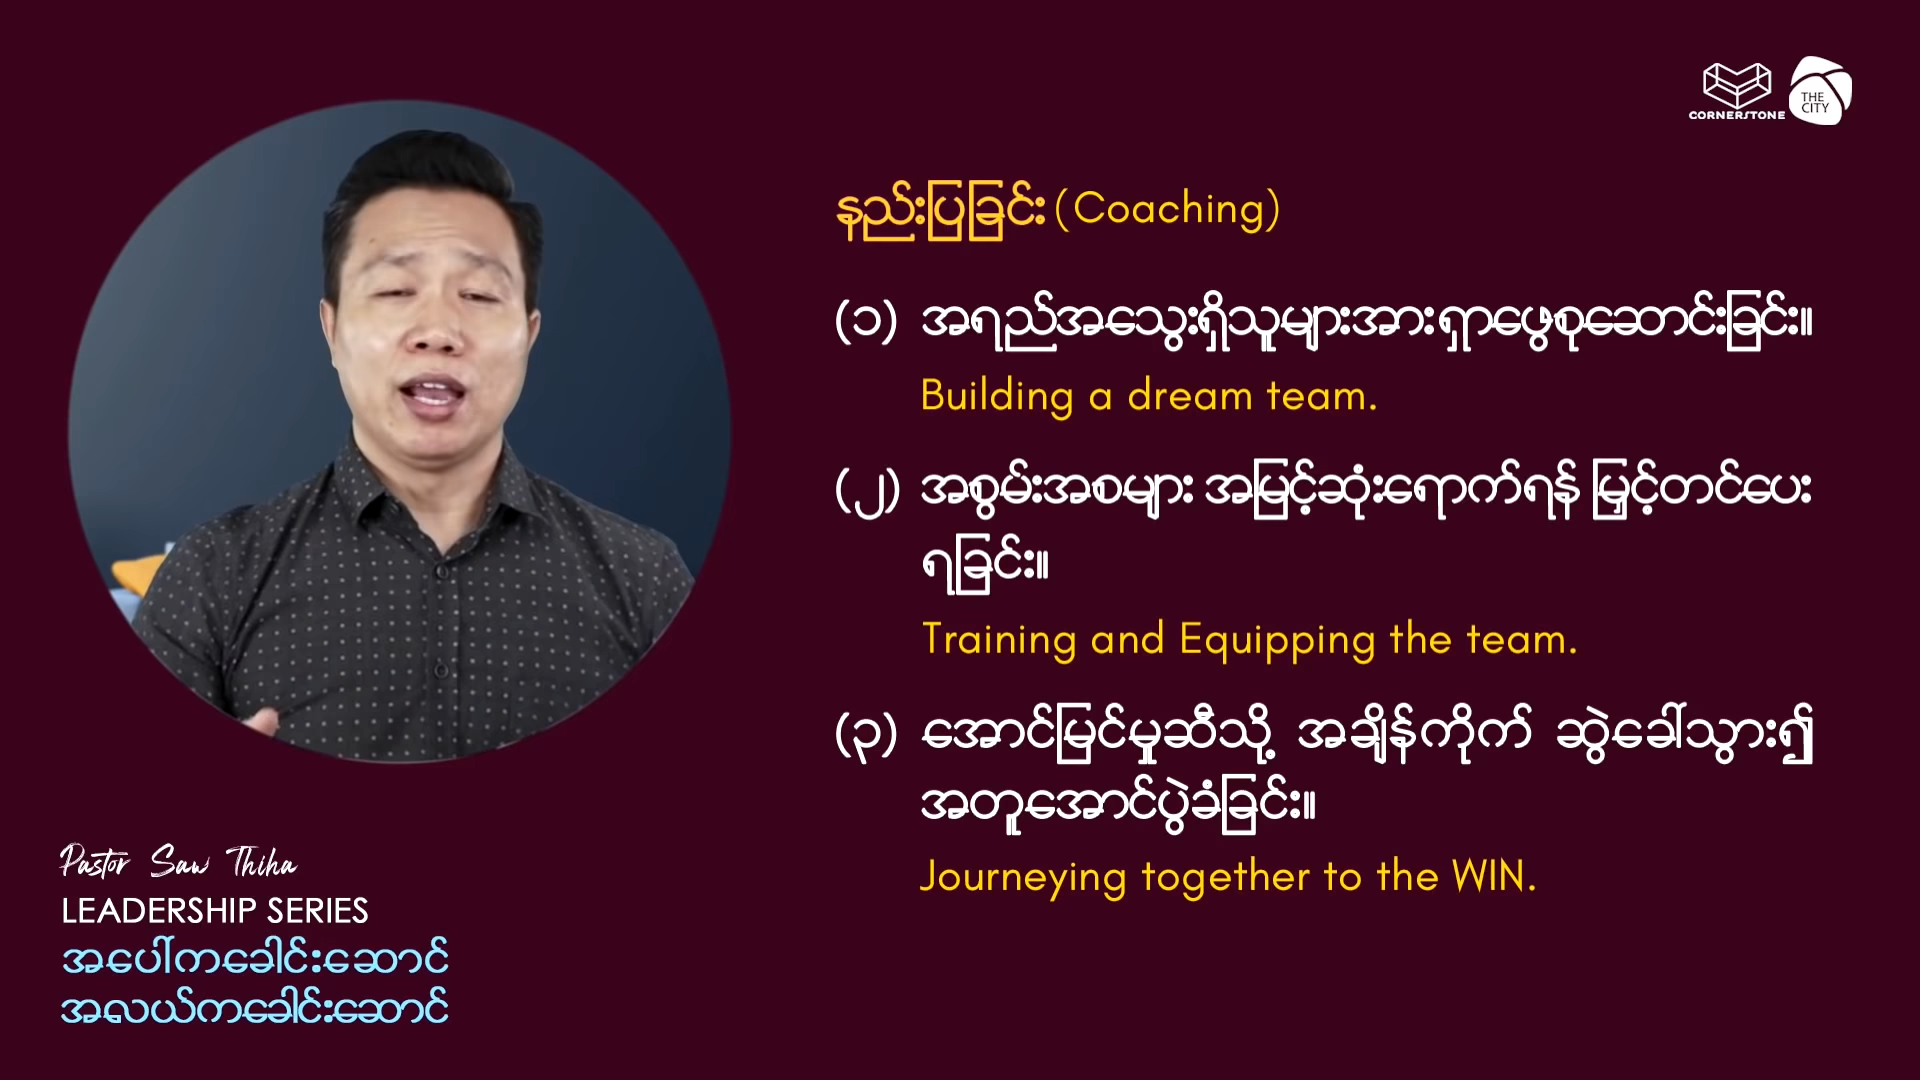 CORNERSTONE
THE
CITY
နည်းပြခြင်း (Coaching)
(၁) အရည်အသွေးရှိသူများအားရှာဖွေစုဆောင်းခြင်း။
Building a dream team.
(၂) အစွမ်းအစများ အမြင့်ဆုံးရောက်ရန် မြှင့်တင်ပေး
ရခြင်း။
Training and Equipping the team.
(၃) အောင်မြင်မှုဆီသို့ အချိန်ကိုက် ဆွဲခေါ်သွား၍
အတူအောင်ပွဲခံခြင်း။
Journeying together to the WIN.
Pastor Saw Thiha
LEADERSHIP SERIES
အပေါ်ကခေါင်းဆောင်
အလယ်ကခေါင်းဆောင်